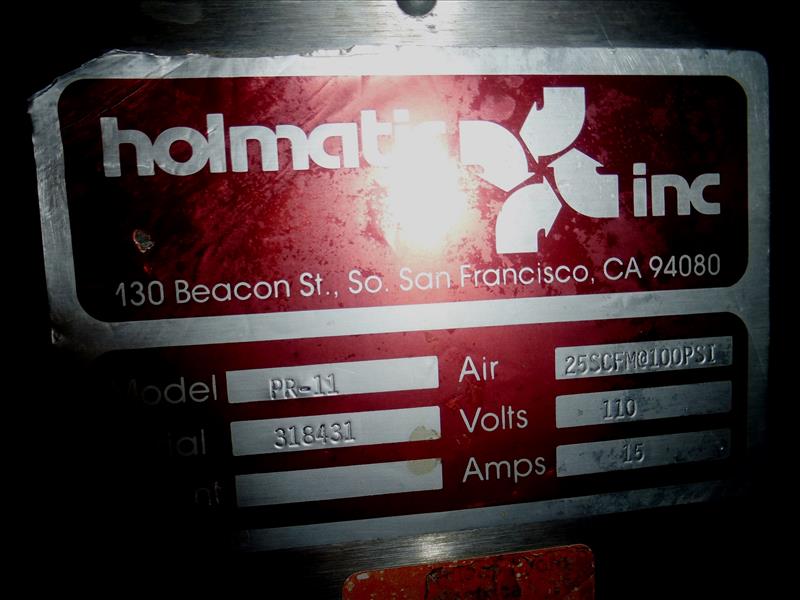 holmatic inc
130 Beacon St., So. San Francisco, CA 94080
Model PR-11 Air 25SCFM@100PSI
318431 Volts 110
Amps 15